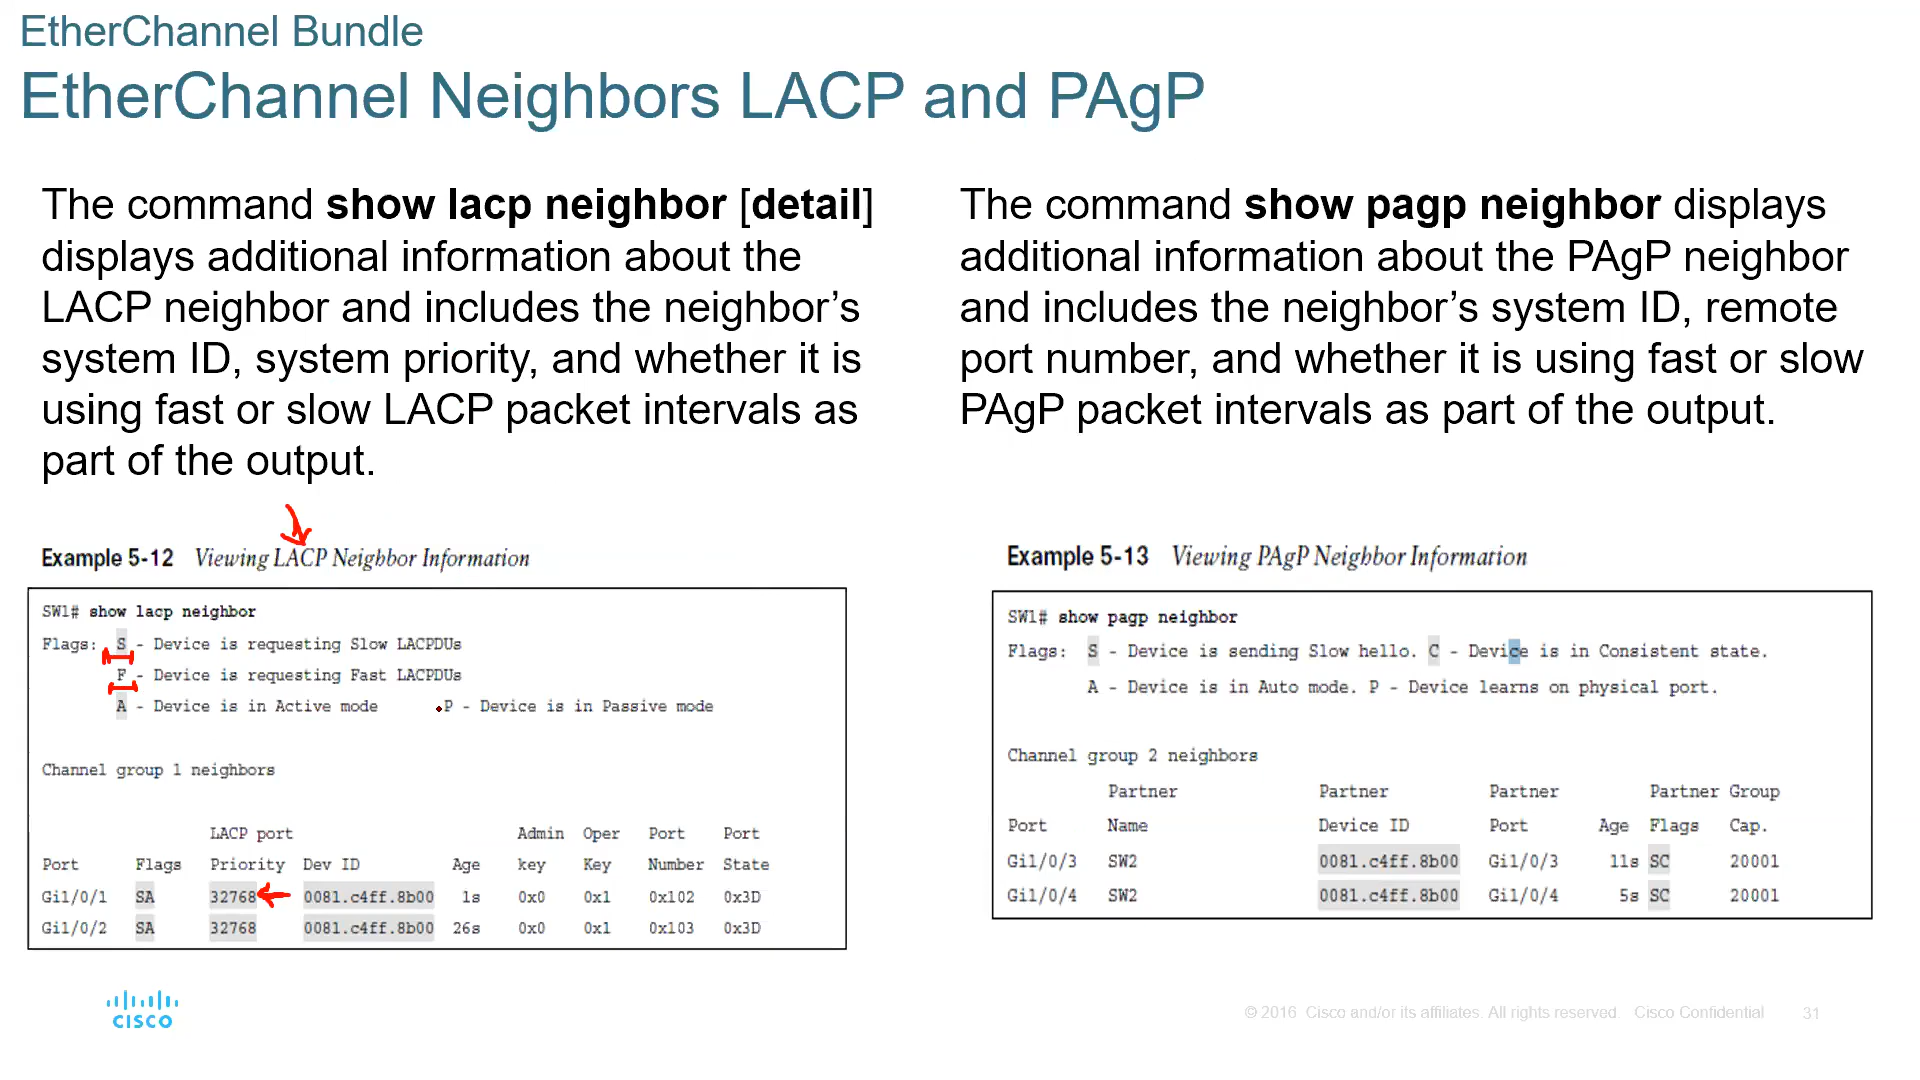 EtherChannel Bundle
EtherChannel Neighbors LACP and PAgP
The command show lacp neighbor [detail]
displays additional information about the
LACP neighbor and includes the neighbor’s
system ID, system priority, and whether it is
using fast or slow LACP packet intervals as
part of the output.
The command show pagp neighbor displays
additional information about the PAgP neighbor
and includes the neighbor’s system ID, remote
port number, and whether it is using fast or slow
PAgP packet intervals as part of the output.
Example 5-12 Viewing LACP Neighbor Information
SW1# show lacp neighbor
Flags: S - Device is requesting Slow LACPDUs
F - Device is requesting Fast LACPDUs
A - Device is in Active mode P - Device is in Passive mode
Channel group 1 neighbors
LACP port Admin Oper Port Port
Port Flags Priority Dev ID Age key Key Number State
Gi1/0/1 SA 32768 0081.c4ff.8b00 1s 0x0 0x1 0x102 0x3D
Gi1/0/2 SA 32768 0081.c4ff.8b00 26s 0x0 0x1 0x103 0x3D
Example 5-13 Viewing PAgP Neighbor Information
SW1# show pagp neighbor
Flags: S - Device is sending Slow hello. C - Device is in Consistent state.
A - Device is in Auto mode. P - Device learns on physical port.
Channel group 2 neighbors
Partner Partner Partner Partner Group
Port Name Device ID Port Age Flags Cap.
Gi1/0/3 SW2 0081.c4ff.8b00 Gi1/0/3 11s SC 20001
Gi1/0/4 SW2 0081.c4ff.8b00 Gi1/0/4 5s SC 20001
CISCO
© 2016 Cisco and/or its affiliates. All rights reserved. Cisco Confidential 31